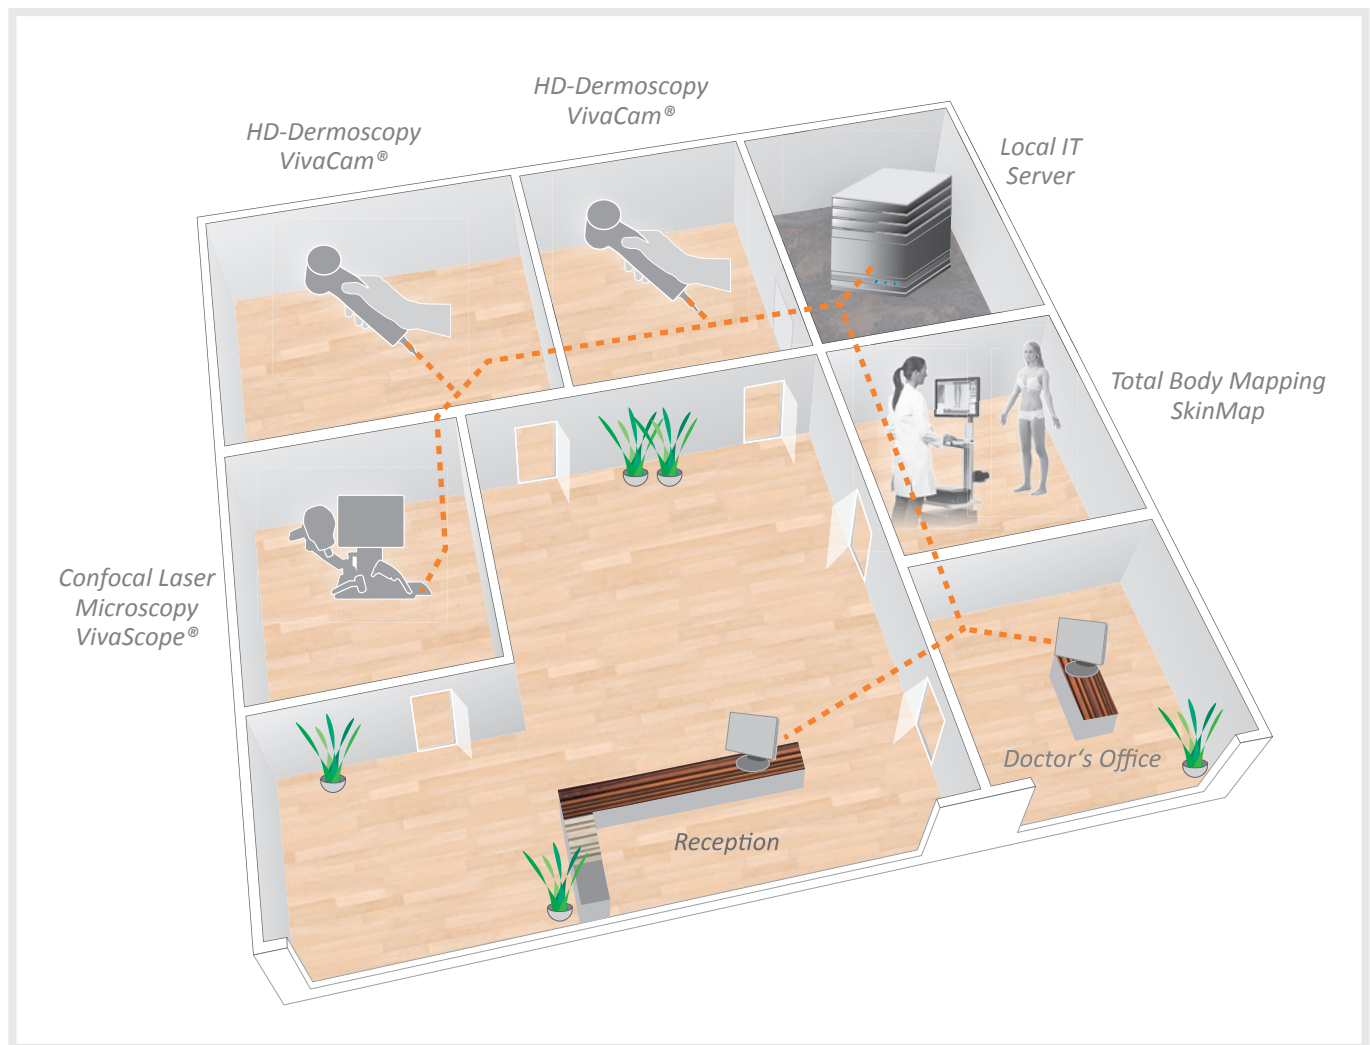 HD-Dermoscopy
VivaCam®
HD-Dermoscopy
VivaCam®
Local IT
Server
Total Body Mapping
SkinMap
Confocal Laser
Microscopy
VivaScope®
Doctor‘s Office
Reception